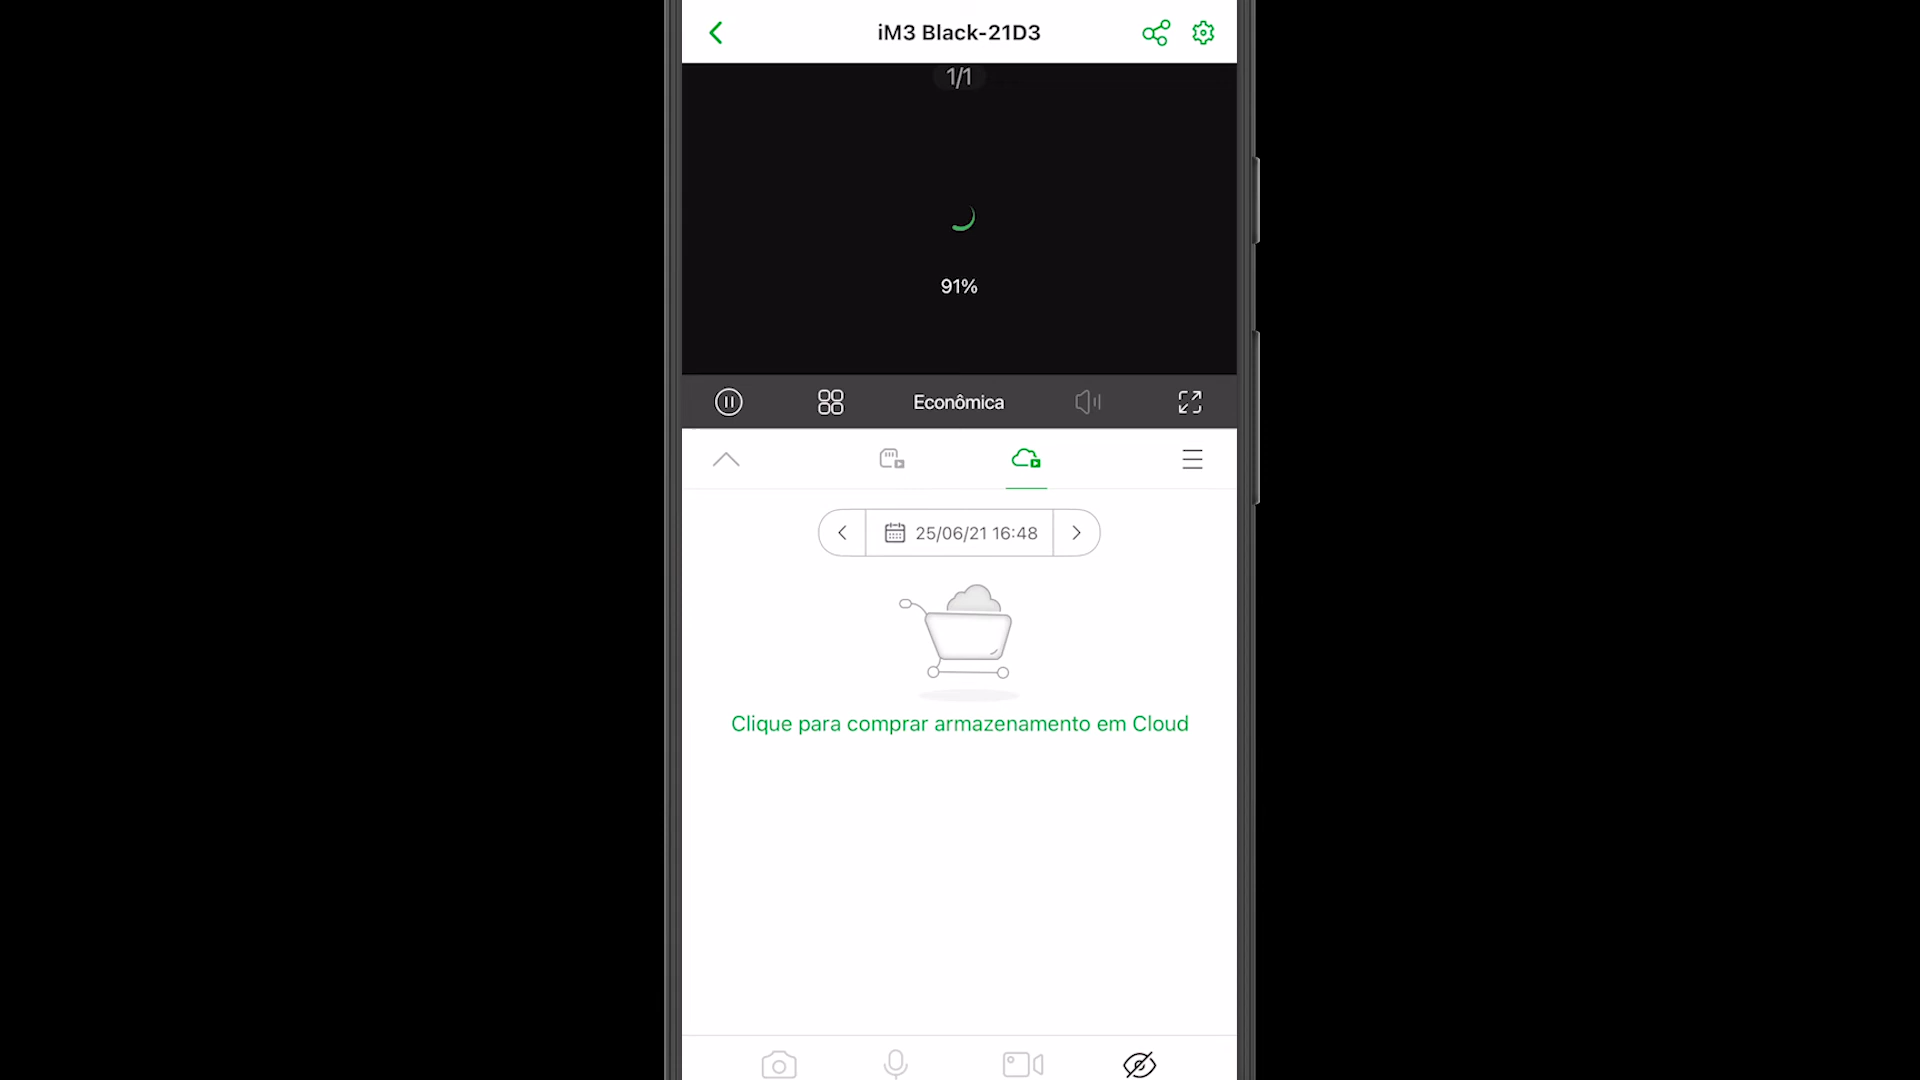 iM3 Black-21D3
1/1
91%
Econômica
25/06/21 16:48
Clique para comprar armazenamento em Cloud